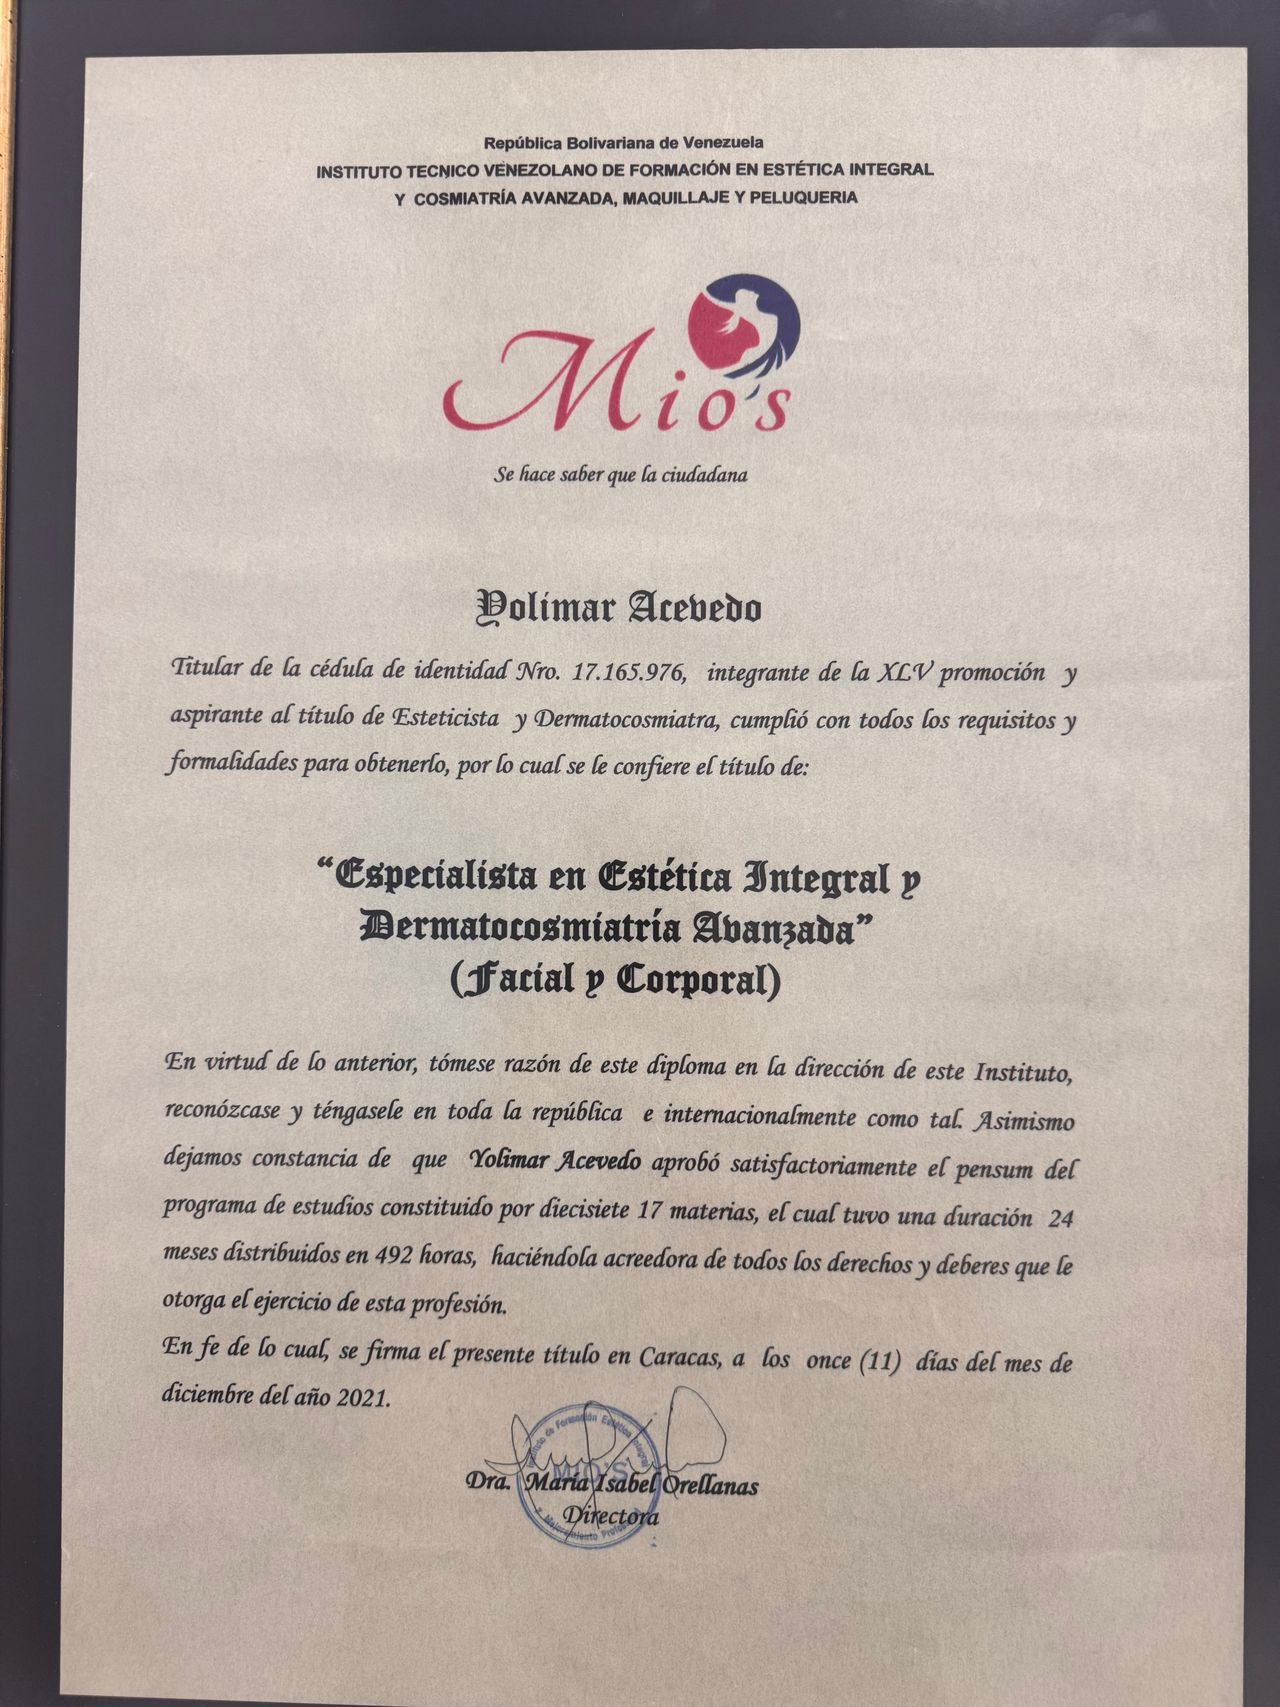 República Bolivariana de Venezuela
INSTITUTO TECNICO VENEZOLANO DE FORMACIÓN EN ESTÉTICA INTEGRAL
Y COSMIATRÍA AVANZADA, MAQUILLAJE Y PELUQUERIA
Mio's
Se hace saber que la ciudadana
Yolimar Acevedo
Titular de la cédula de identidad Nro. 17.165.976, integrante de la XLV promoción y
aspirante al título de Esteticista y Dermatocosmiatra, cumplió con todos los requisitos y
formalidades para obtenerlo, por lo cual se le confiere el título de:
“Especialista en Estética Integral y
Dermatocosmiatría Avanzada”
(Facial y Corporal)
En virtud de lo anterior, tómese razón de este diploma en la dirección de este Instituto,
reconózcase y téngasele en toda la república e internacionalmente como tal. Asimismo
dejamos constancia de que Yolimar Acevedo aprobó satisfactoriamente el pensum del
programa de estudios constituido por diecisiete 17 materias, el cual tuvo una duración 24
meses distribuidos en 492 horas, haciéndola acreedora de todos los derechos y deberes que le
otorga el ejercicio de esta profesión.
En fe de lo cual, se firma el presente título en Caracas, a los once (11) días del mes de
diciembre del año 2021.
de Formación Estética Integral
MIO'S
Dra. María Isabel Orellanas
Directora